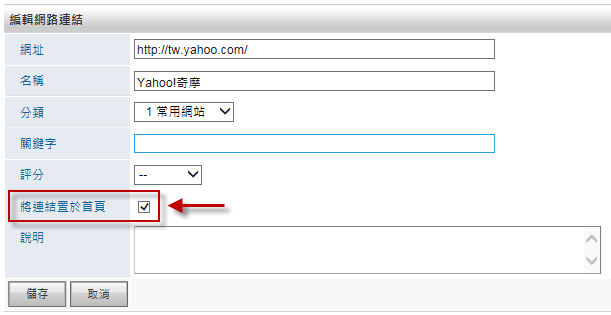 編輯網路連結
網址 http://tw.yahoo.com/
名稱 Yahoo!奇摩
分類 1 常用網站
關鍵字
評分 --
將連結置於首頁
說明
儲存 取消